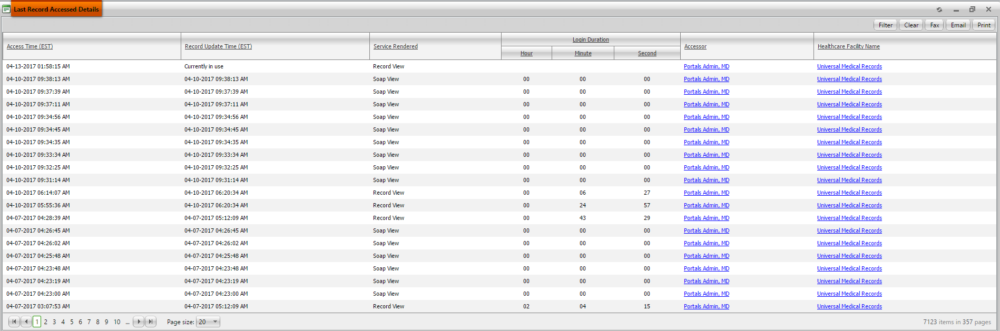 Last Record Accessed Details
Filter Clear Fax Email Print
Access Time (EST) Record Update Time (EST) Service Rendered Login Duration Accessor Healthcare Facility Name
Hour Minute Second
04-13-2017 01:58:15 AM Currently in use Record View Portals Admin, MD Universal Medical Records
04-10-2017 09:38:13 AM 04-10-2017 09:38:13 AM Soap View 00 00 00 Portals Admin, MD Universal Medical Records
04-10-2017 09:37:39 AM 04-10-2017 09:37:39 AM Soap View 00 00 00 Portals Admin, MD Universal Medical Records
04-10-2017 09:37:11 AM 04-10-2017 09:37:11 AM Soap View 00 00 00 Portals Admin, MD Universal Medical Records
04-10-2017 09:34:56 AM 04-10-2017 09:34:56 AM Soap View 00 00 00 Portals Admin, MD Universal Medical Records
04-10-2017 09:34:45 AM 04-10-2017 09:34:45 AM Soap View 00 00 00 Portals Admin, MD Universal Medical Records
04-10-2017 09:34:35 AM 04-10-2017 09:34:35 AM Soap View 00 00 00 Portals Admin, MD Universal Medical Records
04-10-2017 09:33:34 AM 04-10-2017 09:33:34 AM Soap View 00 00 00 Portals Admin, MD Universal Medical Records
04-10-2017 09:32:25 AM 04-10-2017 09:32:25 AM Soap View 00 00 00 Portals Admin, MD Universal Medical Records
04-10-2017 09:31:14 AM 04-10-2017 09:31:14 AM Soap View 00 00 00 Portals Admin, MD Universal Medical Records
04-10-2017 06:14:07 AM 04-10-2017 06:20:34 AM Record View 00 06 27 Portals Admin, MD Universal Medical Records
04-10-2017 05:55:36 AM 04-10-2017 06:20:34 AM Record View 00 24 57 Portals Admin, MD Universal Medical Records
04-07-2017 04:28:39 AM 04-07-2017 05:12:09 AM Record View 00 43 29 Portals Admin, MD Universal Medical Records
04-07-2017 04:26:45 AM 04-07-2017 04:26:45 AM Soap View 00 00 00 Portals Admin, MD Universal Medical Records
04-07-2017 04:26:02 AM 04-07-2017 04:26:02 AM Soap View 00 00 00 Portals Admin, MD Universal Medical Records
04-07-2017 04:25:48 AM 04-07-2017 04:25:48 AM Soap View 00 00 00 Portals Admin, MD Universal Medical Records
04-07-2017 04:23:48 AM 04-07-2017 04:23:48 AM Soap View 00 00 00 Portals Admin, MD Universal Medical Records
04-07-2017 04:23:19 AM 04-07-2017 04:23:19 AM Soap View 00 00 00 Portals Admin, MD Universal Medical Records
04-07-2017 04:23:00 AM 04-07-2017 04:23:00 AM Soap View 00 00 00 Portals Admin, MD Universal Medical Records
04-07-2017 03:07:53 AM 04-07-2017 05:12:09 AM Record View 02 04 15 Portals Admin, MD Universal Medical Records
1 2 3 4 5 6 7 8 9 10 ... Page size: 20 7123 items in 357 pages